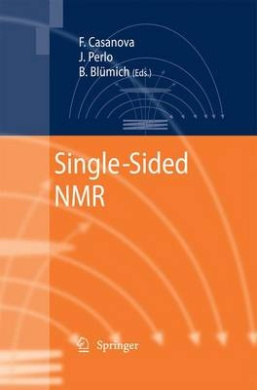 F. Casanova
J. Perlo
B. Blümich (Eds.)
Single-Sided
NMR
Springer